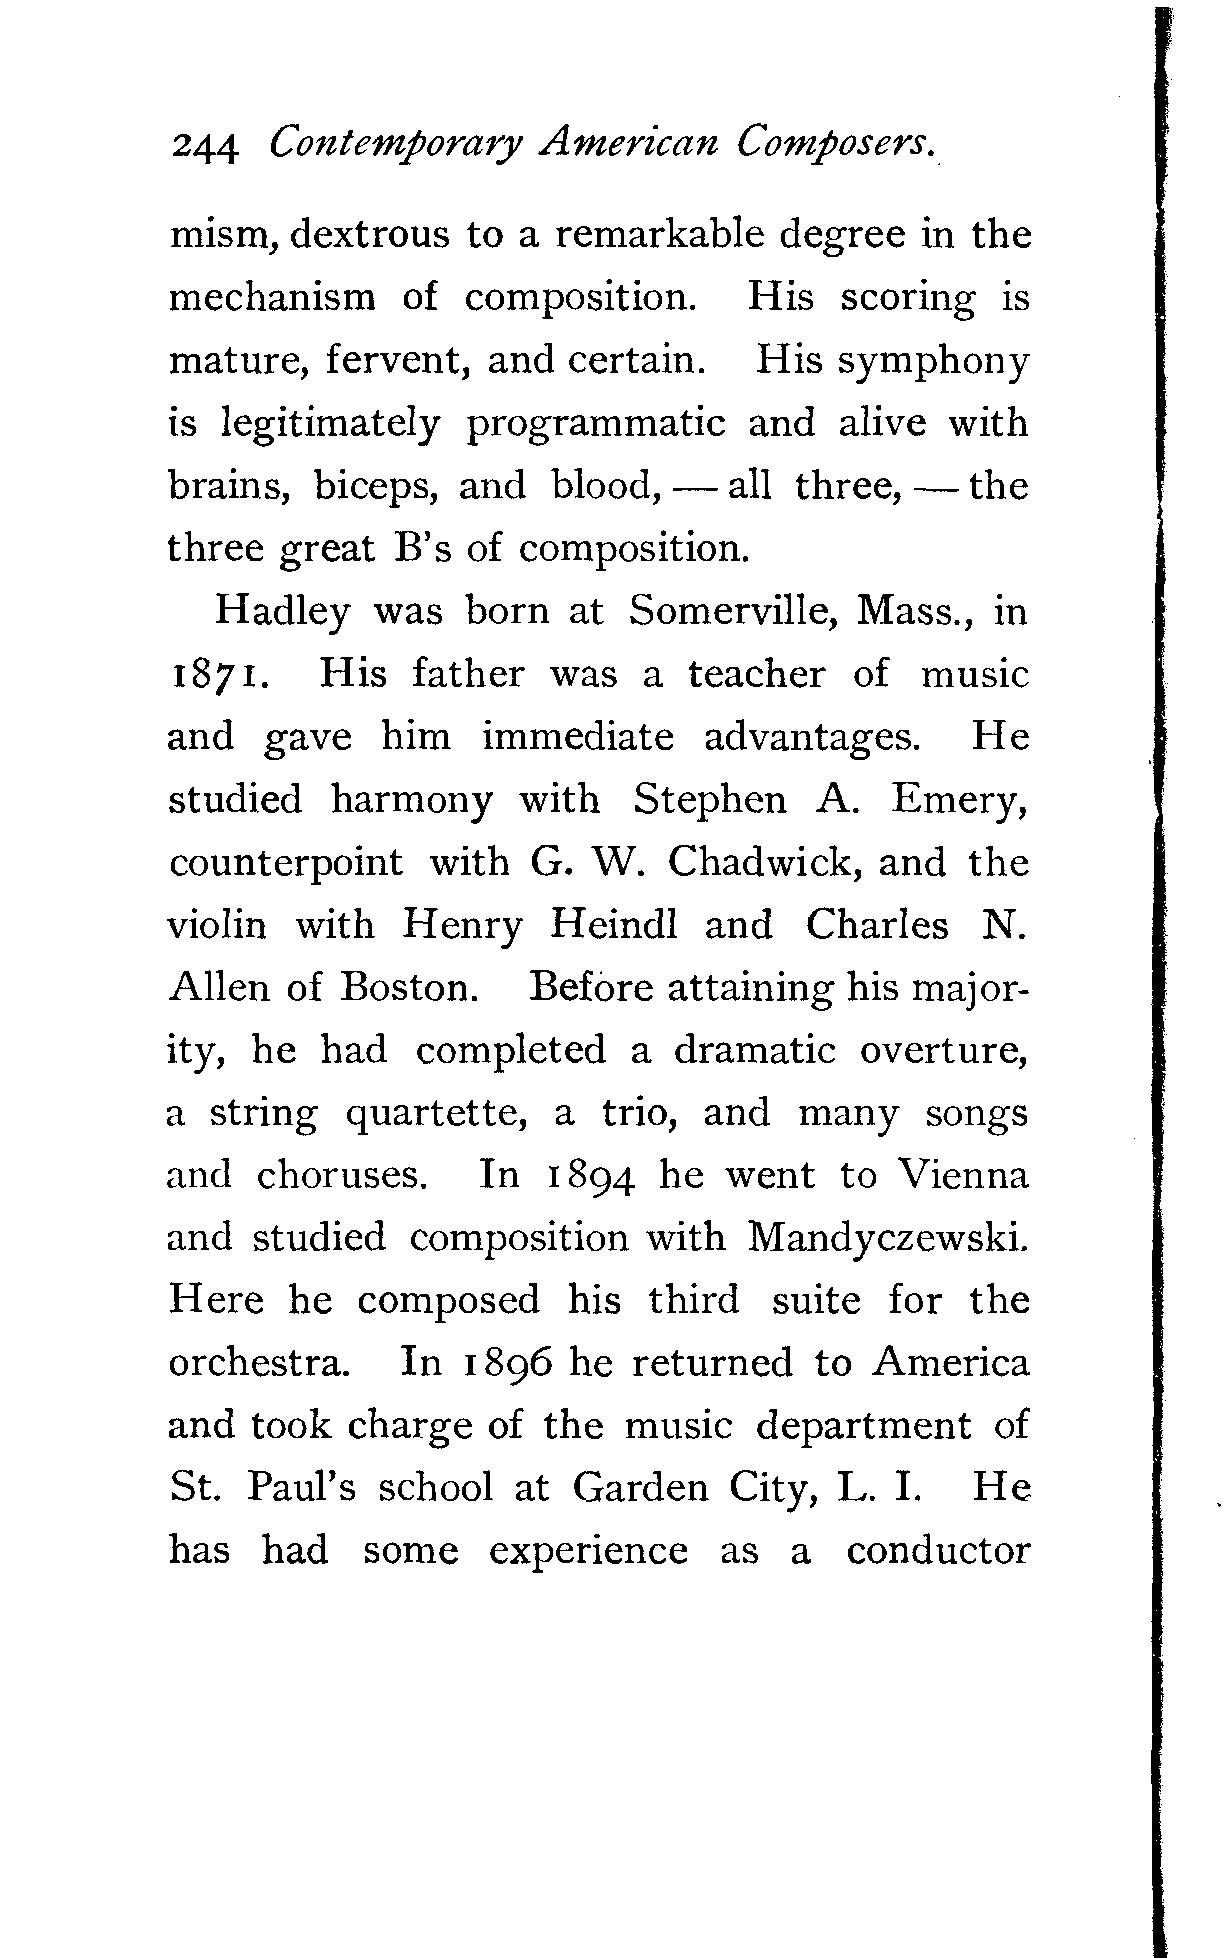 244 Contemporary American Composers.
mism, dextrous to a remarkable degree in the
mechanism of composition. His scoring is
mature, fervent, and certain. His symphony
is legitimately programmatic and alive with
brains, biceps, and blood, — all three, — the
three great B's of composition.
Hadley was born at Somerville, Mass., in
1871. His father was a teacher of music
and gave him immediate advantages. He
studied harmony with Stephen A. Emery,
counterpoint with G. W. Chadwick, and the
violin with Henry Heindl and Charles N.
Allen of Boston. Before attaining his major-
ity, he had completed a dramatic overture,
a string quartette, a trio, and many songs
and choruses. In 1894 he went to Vienna
and studied composition with Mandyczewski.
Here he composed his third suite for the
orchestra. In 1896 he returned to America
and took charge of the music department of
St. Paul's school at Garden City, L. I. He
has had some experience as a conductor